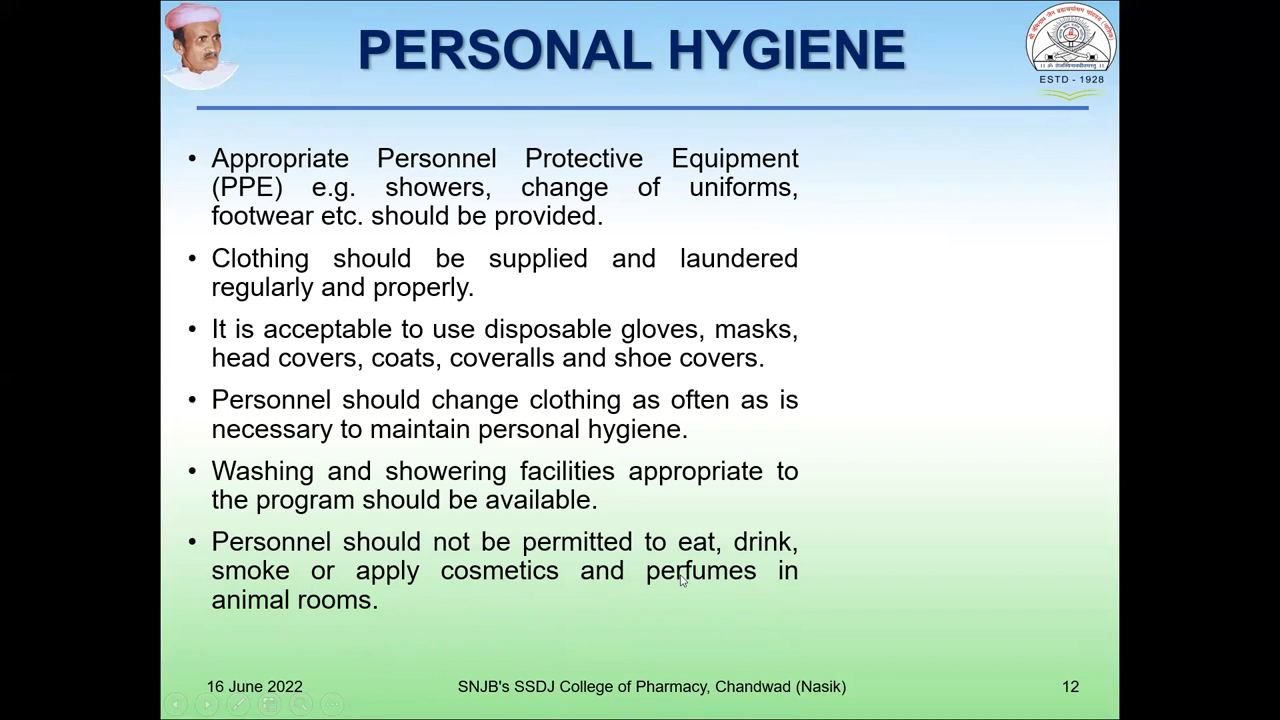 PERSONAL HYGIENE
ESTD - 1928
• Appropriate Personnel Protective Equipment
(PPE) e.g. showers, change of uniforms,
footwear etc. should be provided.
• Clothing should be supplied and laundered
regularly and properly.
• It is acceptable to use disposable gloves, masks,
head covers, coats, coveralls and shoe covers.
• Personnel should change clothing as often as is
necessary to maintain personal hygiene.
• Washing and showering facilities appropriate to
the program should be available.
• Personnel should not be permitted to eat, drink,
smoke or apply cosmetics and perfumes in
animal rooms.
16 June 2022
SNJB's SSDJ College of Pharmacy, Chandwad (Nasik)
12